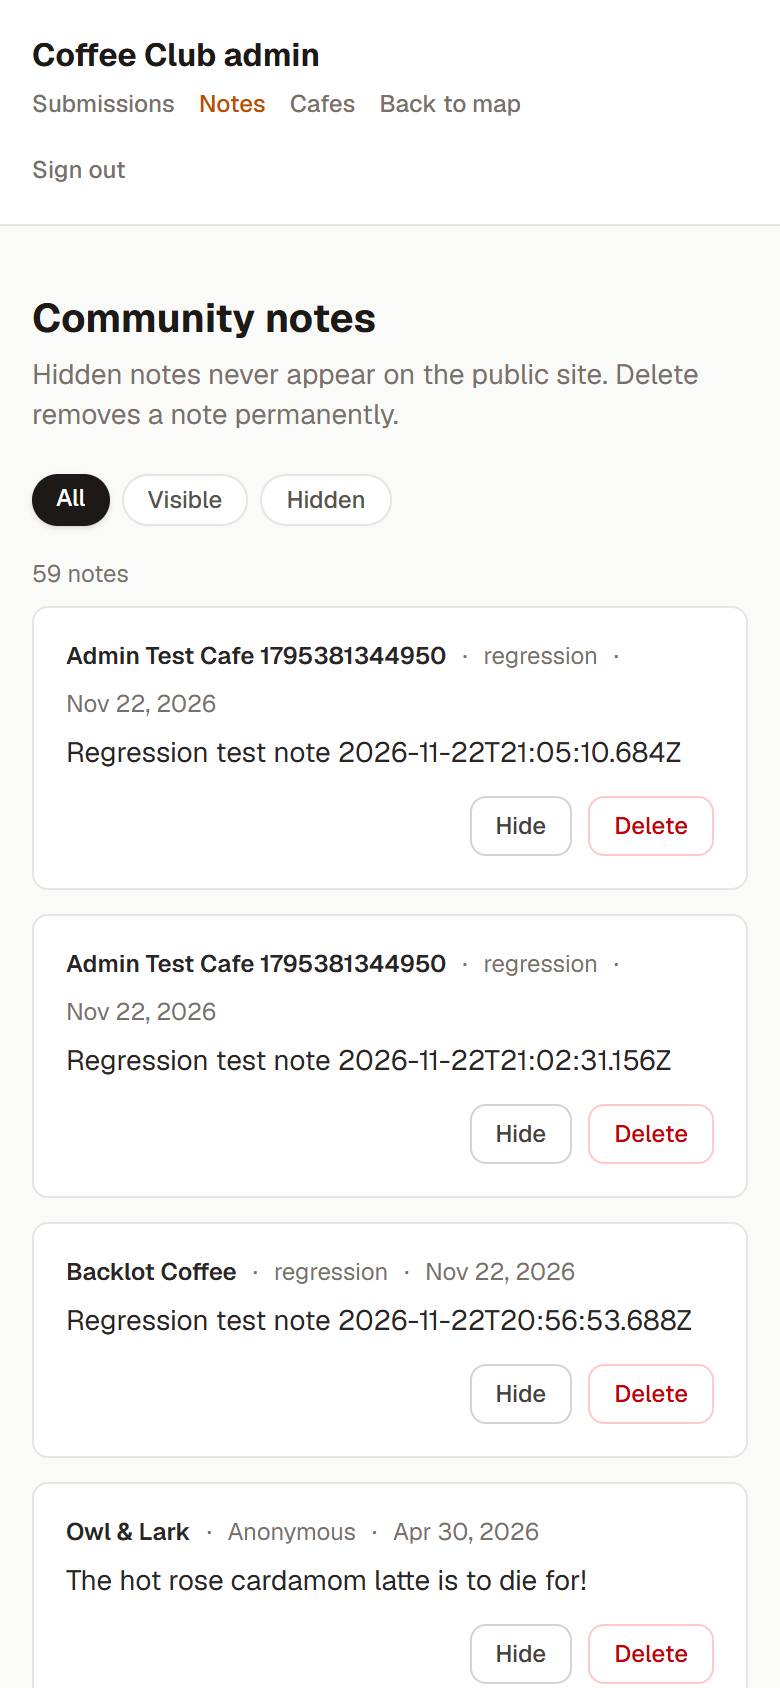 Coffee Club admin
Submissions Notes Cafes Back to map
Sign out
Community notes
Hidden notes never appear on the public site. Delete
removes a note permanently.
All Visible Hidden
59 notes
Admin Test Cafe 1795381344950 · regression ·
Nov 22, 2026
Regression test note 2026-11-22T21:05:10.684Z
Hide Delete
Admin Test Cafe 1795381344950 · regression ·
Nov 22, 2026
Regression test note 2026-11-22T21:02:31.156Z
Hide Delete
Backlot Coffee · regression · Nov 22, 2026
Regression test note 2026-11-22T20:56:53.688Z
Hide Delete
Owl & Lark · Anonymous · Apr 30, 2026
The hot rose cardamom latte is to die for!
Hide Delete